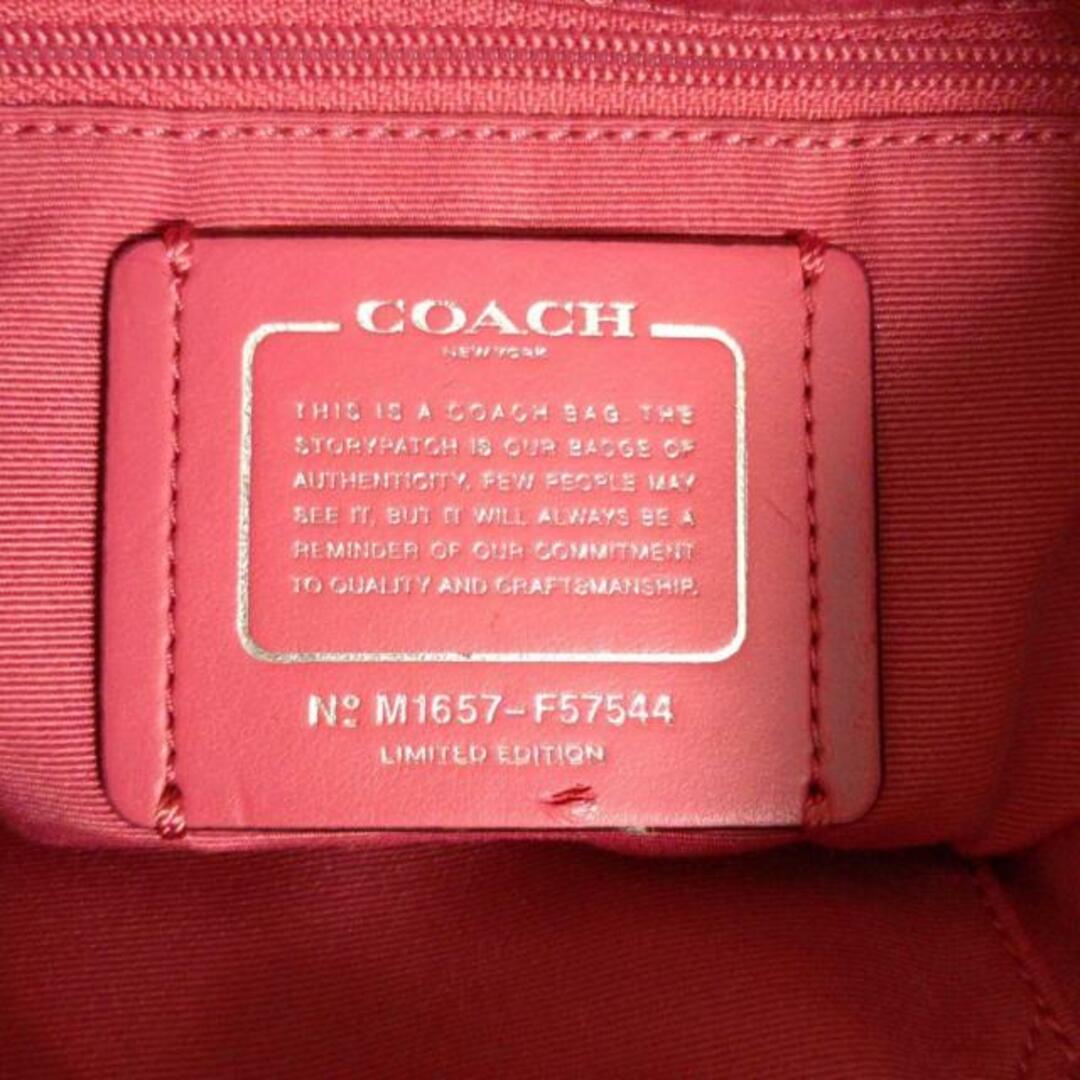 COACH
NEW YORK
THIS IS A COACH BAG. THE
STORYPATCH IS OUR BADGE OF
AUTHENTICITY. FEW PEOPLE MAY
SEE IT, BUT IT WILL ALWAYS BE A
REMINDER OF OUR COMMITMENT
TO QUALITY AND CRAFTSMANSHIP.
Nº M1657-F57544
LIMITED EDITION